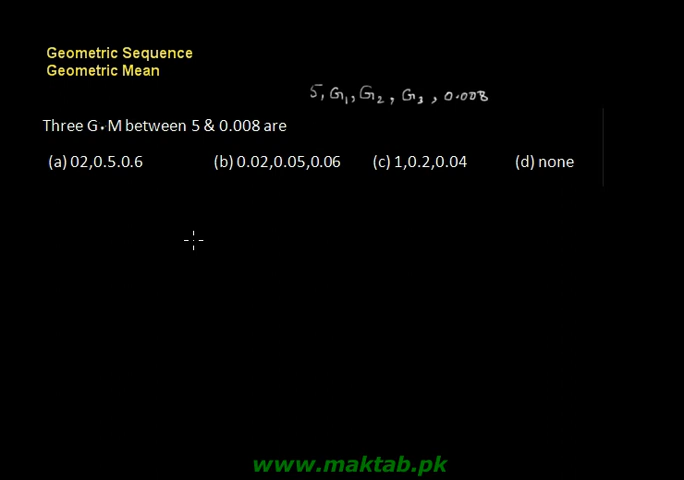 Geometric Sequence
Geometric Mean
5, G₁, G₂, G₃, 0.008
Three G.M between 5 & 0.008 are
(a) 02,0.5.0.6 (b) 0.02,0.05,0.06 (c) 1,0.2,0.04 (d) none
www.maktab.pk